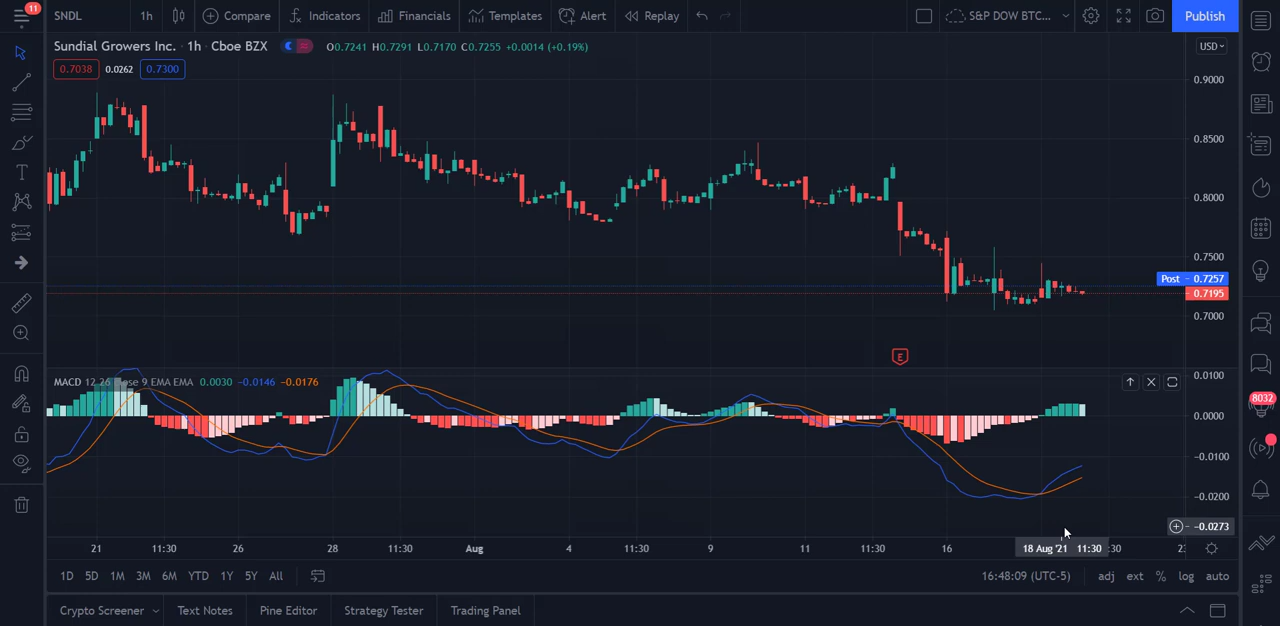 11
SNDL 1h Compare Indicators Financials Templates Alert Replay S&P DOW BTC... Publish
Sundial Growers Inc. · 1h · Cboe BZX O0.7241 H0.7291 L0.7170 C0.7255 +0.0014 (+0.19%) USD
0.7038 0.0262 0.7300
0.9000
0.8500
0.8000
0.7500
Post 0.7257
0.7195
0.7000
E
MACD 12 26 close 9 EMA EMA 0.0030 −0.0146 −0.0176
0.0100
8032
0.0000
−0.0100
−0.0200
−0.0273
21 11:30 26 28 11:30 Aug 4 11:30 9 11 11:30 16 18 Aug '21 11:30 :30
1D 5D 1M 3M 6M YTD 1Y 5Y All 16:48:09 (UTC-5) adj ext % log auto
Crypto Screener Text Notes Pine Editor Strategy Tester Trading Panel